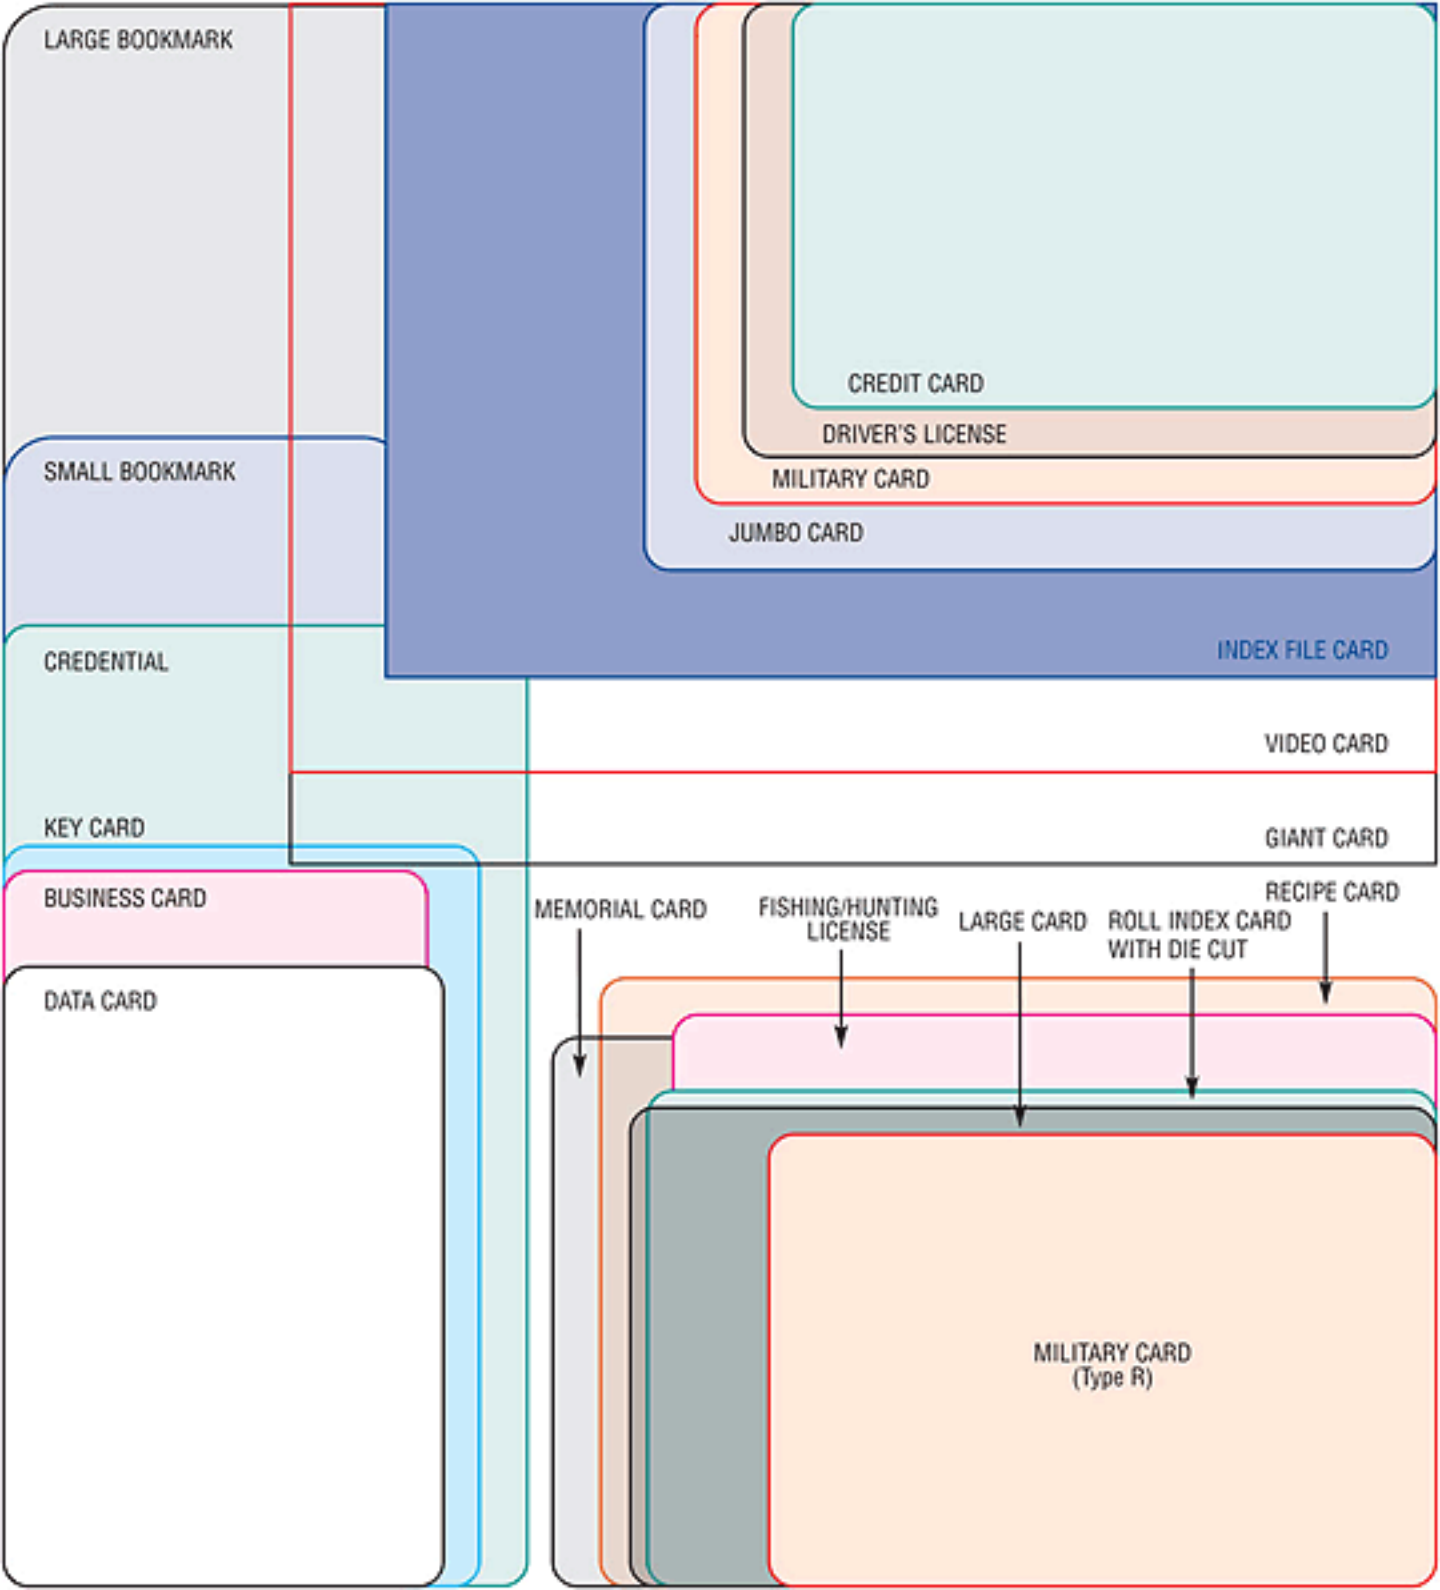 LARGE BOOKMARK
CREDIT CARD
DRIVER'S LICENSE
SMALL BOOKMARK
MILITARY CARD
JUMBO CARD
CREDENTIAL
INDEX FILE CARD
VIDEO CARD
KEY CARD
GIANT CARD
BUSINESS CARD
MEMORIAL CARD
FISHING/HUNTING
LICENSE
LARGE CARD
ROLL INDEX CARD
WITH DIE CUT
RECIPE CARD
DATA CARD
MILITARY CARD
(Type R)